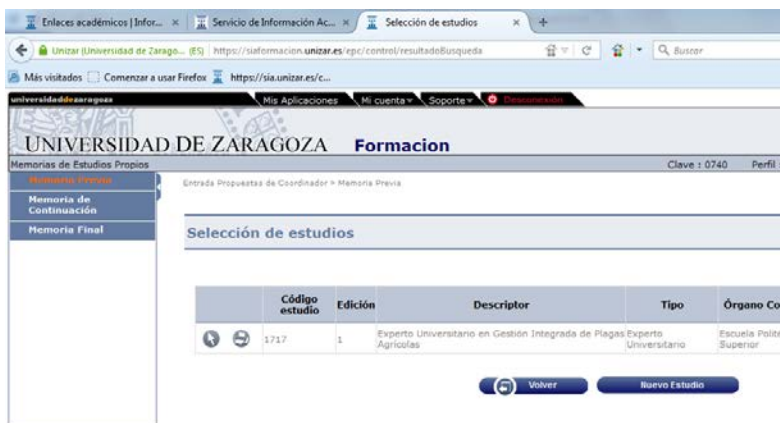 Enlaces académicos | Infor... ×
Servicio de Información Ac... ×
Selección de estudios ×
+
Unizar (Universidad de Zarago... (ES) https://siaformacion.unizar.es/epc/control/resultadoBusqueda
Buscar
Más visitados Comenzar a usar Firefox https://sia.unizar.es/c...
universidaddezaragoza Mis Aplicaciones Mi cuenta Soporte Desconexión
UNIVERSIDAD DE ZARAGOZA Formacion
Memorias de Estudios Propios Clave : 0740 Perfil
Memoria Previa
Memoria de
Continuación
Memoria Final
Entrada Propuestas de Coordinador > Memoria Previa
Selección de estudios
Código
estudio
Edición Descriptor Tipo Órgano Co
1717 1
Experto Universitario en Gestión Integrada de Plagas
Agrícolas
Experto
Universitario
Escuela Polité
Superior
Volver Nuevo Estudio